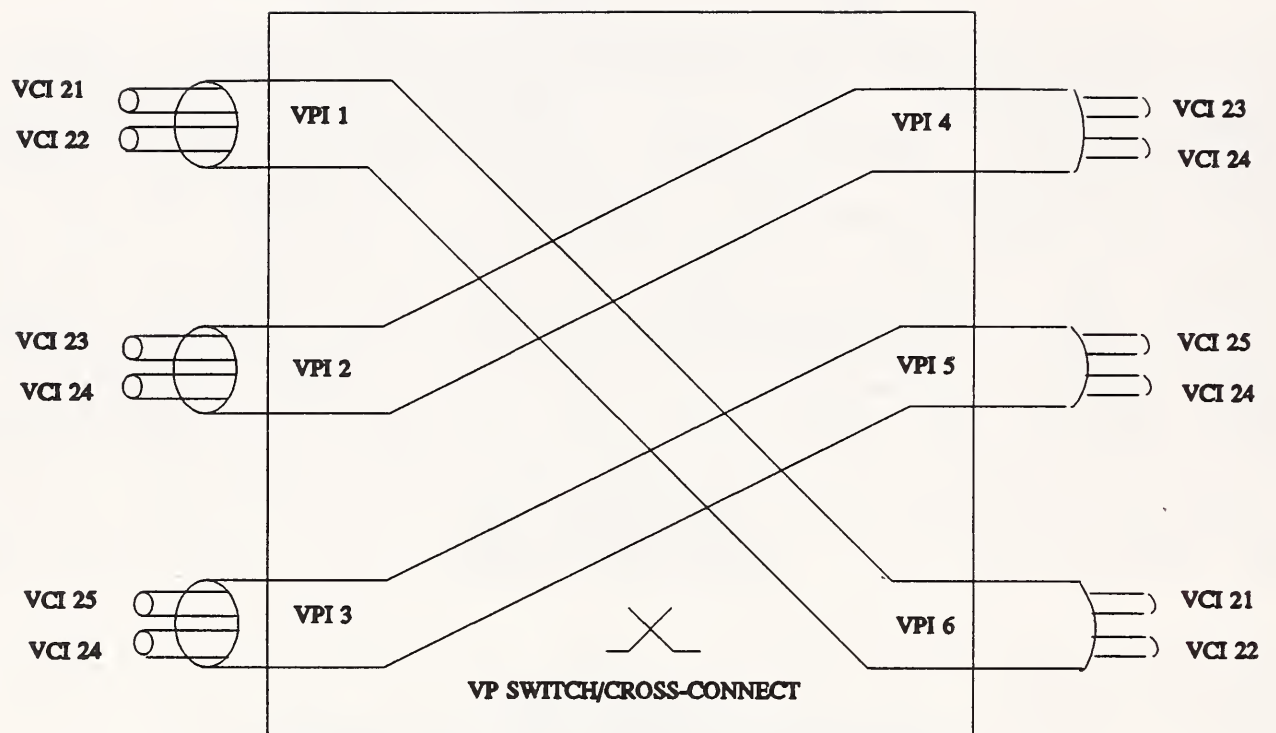 VCI 21
VCI 22
VPI 1
VPI 4
VCI 23
VCI 24
VCI 23
VCI 24
VPI 2
VPI 5
VCI 25
VCI 24
VCI 25
VCI 24
VPI 3
VPI 6
VCI 21
VCI 22
VP SWITCH/CROSS-CONNECT